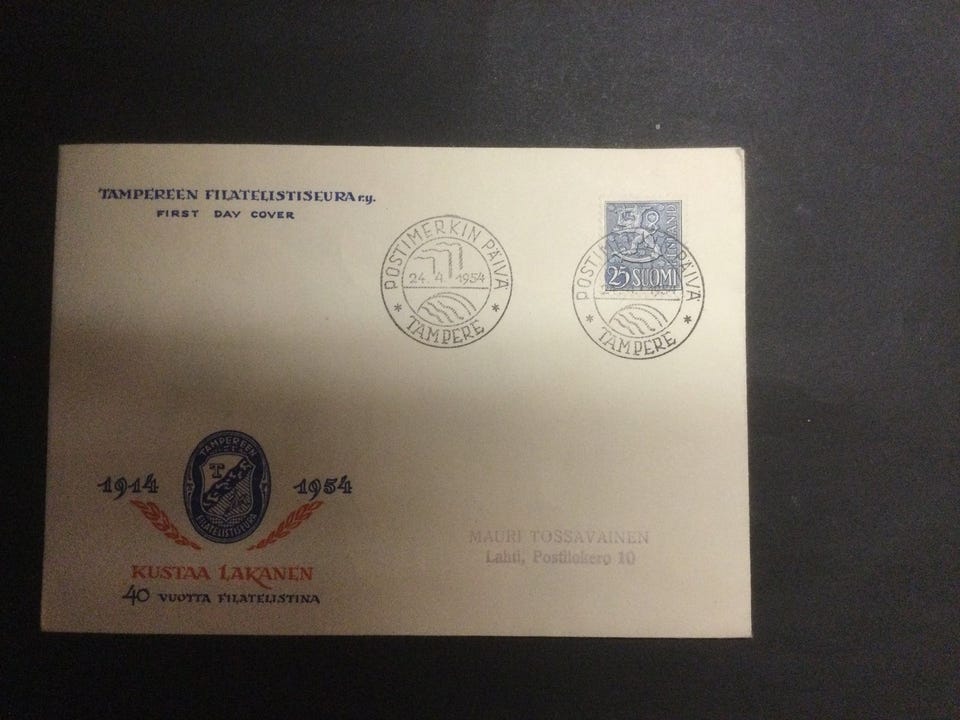 TAMPEREEN FILATELISTISEURA r.y.
FIRST DAY COVER
POSTIMERKIN PÄIVÄ
24.4.1954
TAMPERE
25 SUOMI
FINLAND
POSTIMERKIN PÄIVÄ
TAMPERE
1914
TAMPEREEN
T
FILATELISTISEURA
1954
KUSTAA LAKANEN
40 VUOTTA FILATELISTINA
MAURI TOSSAVAINEN
Lahti, Postilokero 10